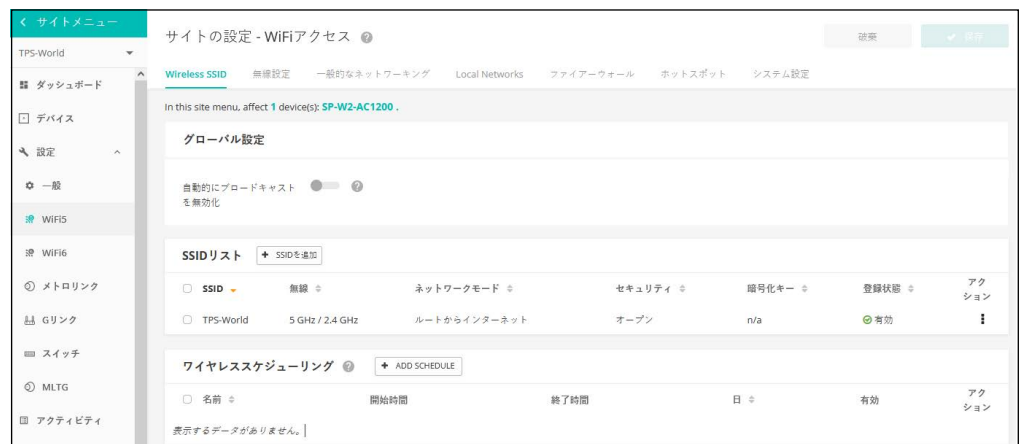 サイトメニュー
TPS-World
ダッシュボード
デバイス
設定
一般
WiFi5
WiFi6
メトロリンク
Gリンク
スイッチ
MLTG
アクティビティ
サイトの設定 - WiFiアクセス
破棄
保存
Wireless SSID 無線設定 一般的なネットワーキング Local Networks ファイアーウォール ホットスポット システム設定
In this site menu, affect 1 device(s): SP-W2-AC1200 .
グローバル設定
自動的にブロードキャスト
を無効化
SSIDリスト + SSIDを追加
SSID 無線 ネットワークモード セキュリティ 暗号化キー 登録状態 アク
ション
TPS-World 5 GHz / 2.4 GHz ルートからインターネット オープン n/a 有効
ワイヤレススケジューリング + ADD SCHEDULE
名前 開始時間 終了時間 日 有効 アク
ション
表示するデータがありません。